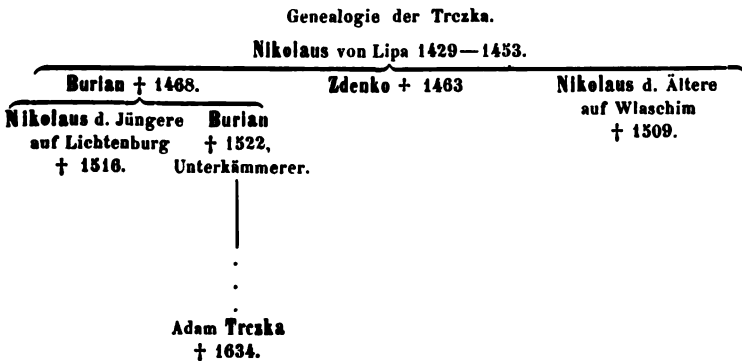 Genealogie der Trczka.
Nikolaus von Lipa 1429—1453.
Burian † 1468. Zdenko + 1463 Nikolaus d. Ältere
auf Wlaschim
† 1509.
Nikolaus d. Jüngere Burian
auf Lichtenburg † 1522,
† 1516. Unterkämmerer.
Adam Trczka
† 1634.